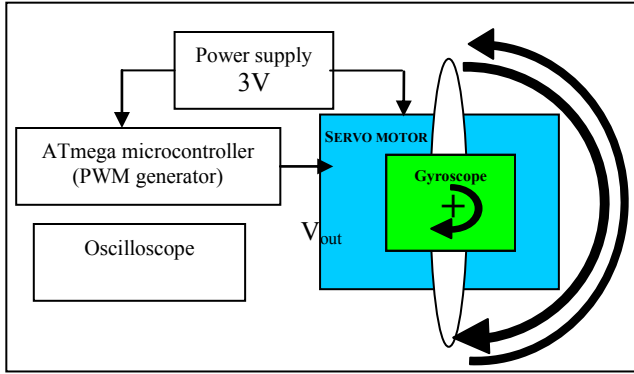 Power supply
3V
SERVO MOTOR
ATmega microcontroller
(PWM generator)
Gyroscope
+
Vout
Oscilloscope